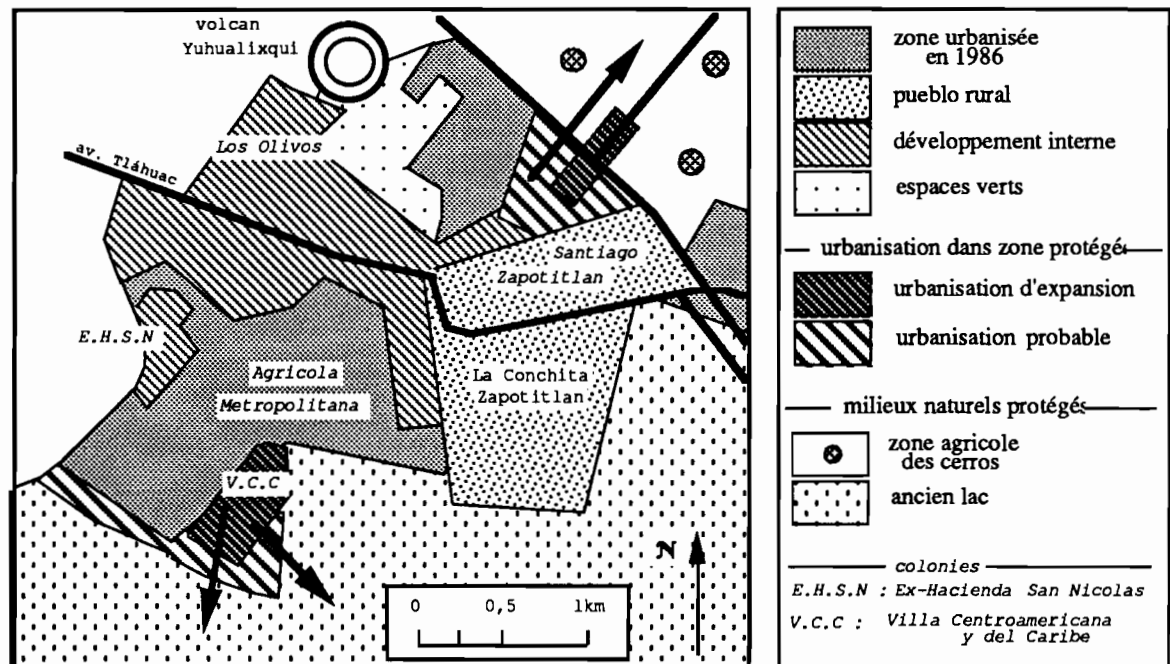 volcan
Yuhualixqui
Los Olivos
av. Tláhuac
Santiago
Zapotitlan
E.H.S.N
Agricola
Metropolitana
La Conchita
Zapotitlan
V.C.C
N
0 0,5 1km
zone urbanisée
en 1986
pueblo rural
développement interne
espaces verts
urbanisation dans zone protégés
urbanisation d'expansion
urbanisation probable
milieux naturels protégés
zone agricole
des cerros
ancien lac
colonies
E.H.S.N : Ex-Hacienda San Nicolas
V.C.C : Villa Centroamericana
y del Caribe